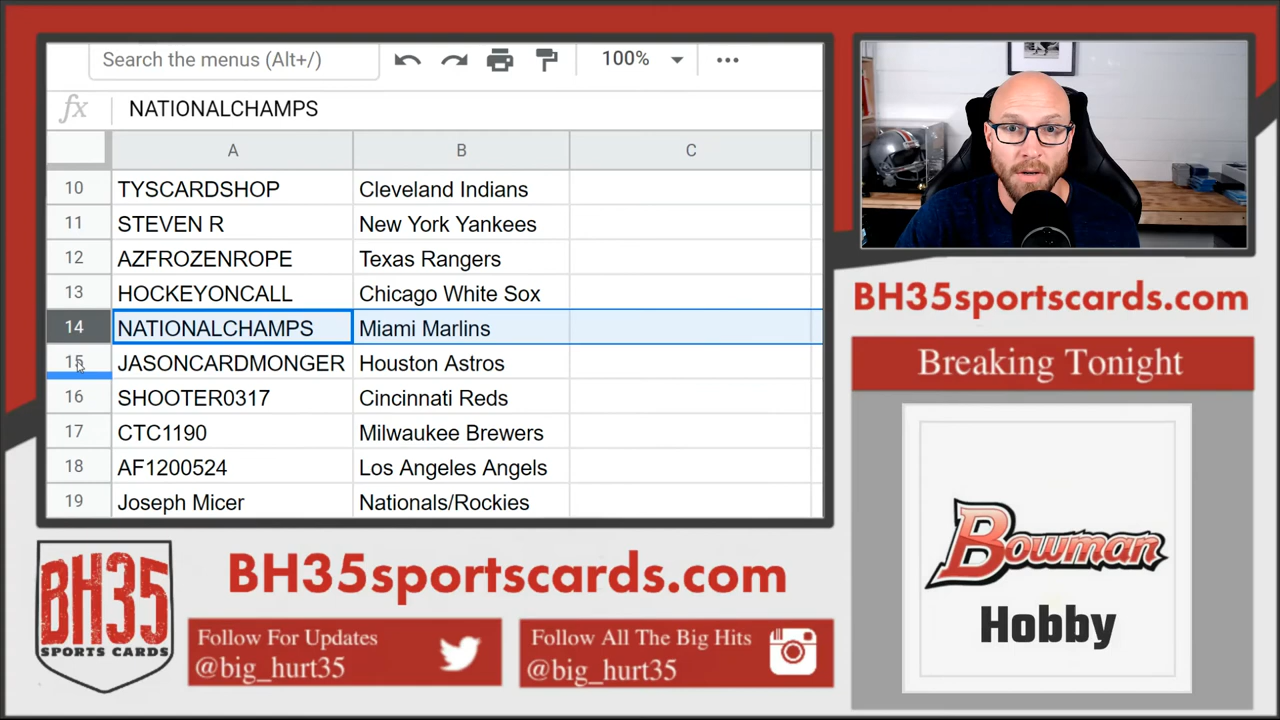 Search the menus (Alt+/)
100%
fx
NATIONALCHAMPS
A B C
10 TYSCARDSHOP Cleveland Indians
11 STEVEN R New York Yankees
12 AZFROZENROPE Texas Rangers
13 HOCKEYONCALL Chicago White Sox
14 NATIONALCHAMPS Miami Marlins
15 JASONCARDMONGER Houston Astros
16 SHOOTER0317 Cincinnati Reds
17 CTC1190 Milwaukee Brewers
18 AF1200524 Los Angeles Angels
19 Joseph Micer Nationals/Rockies
BH35sportscards.com
Breaking Tonight
Bowman
Hobby
BH35
SPORTS CARDS
BH35sportscards.com
Follow For Updates
@big_hurt35
Follow All The Big Hits
@big_hurt35